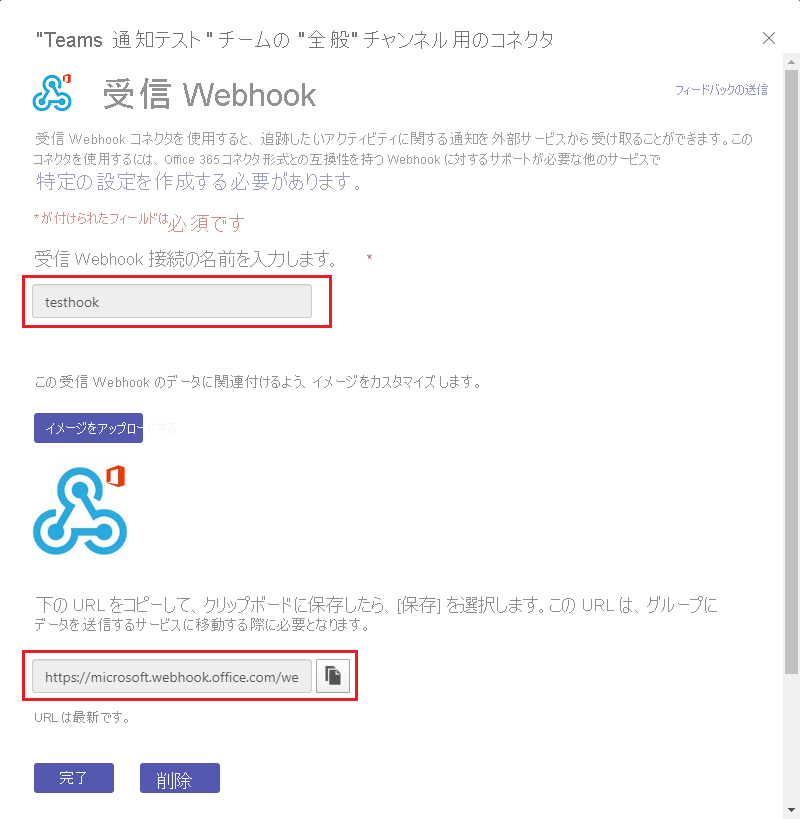 "Teams 通知テスト" チームの "全般" チャンネル用のコネクタ
受信 Webhook
フィードバックの送信
受信 Webhook コネクタを使用すると、追跡したいアクティビティに関する通知を外部サービスから受け取ることができます。この
コネクタを使用するには、Office 365コネクタ形式との互換性を持つ Webhook に対するサポートが必要な他のサービスで
特定の設定を作成する必要があります。
*が付けられたフィールドは必須です
受信 Webhook 接続の名前を入力します。 *
testhook
この受信 Webhook のデータに関連付けるよう、イメージをカスタマイズします。
イメージをアップロードする
下の URL をコピーして、クリップボードに保存したら、[保存] を選択します。この URL は、グループに
データを送信するサービスに移動する際に必要となります。
https://microsoft.webhook.office.com/we
URL は最新です。
完了
削除